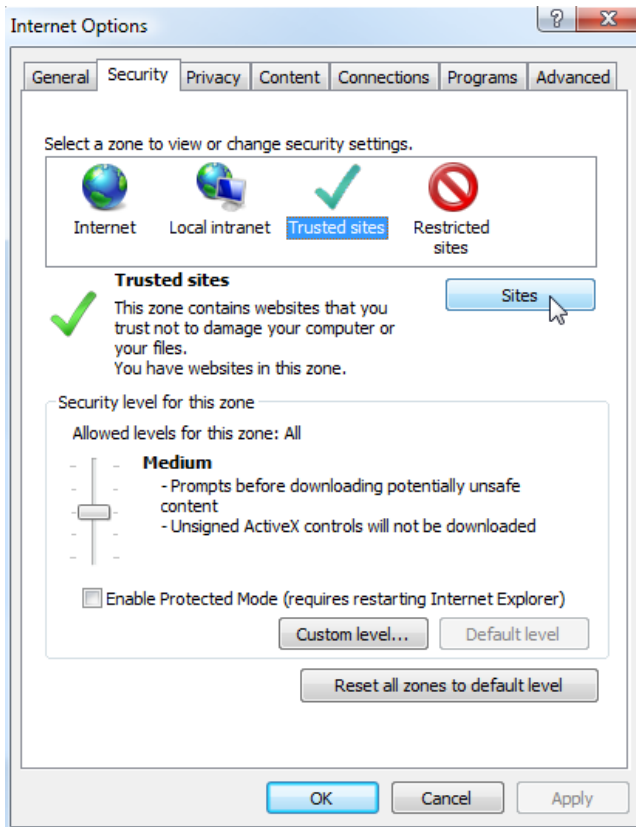 Internet Options
General Security Privacy Content Connections Programs Advanced
Select a zone to view or change security settings.
Internet Local intranet Trusted sites Restricted
sites
Trusted sites
This zone contains websites that you
trust not to damage your computer or
your files.
You have websites in this zone.
Sites
Security level for this zone
Allowed levels for this zone: All
Medium
- Prompts before downloading potentially unsafe
content
- Unsigned ActiveX controls will not be downloaded
Enable Protected Mode (requires restarting Internet Explorer)
Custom level... Default level
Reset all zones to default level
OK Cancel Apply